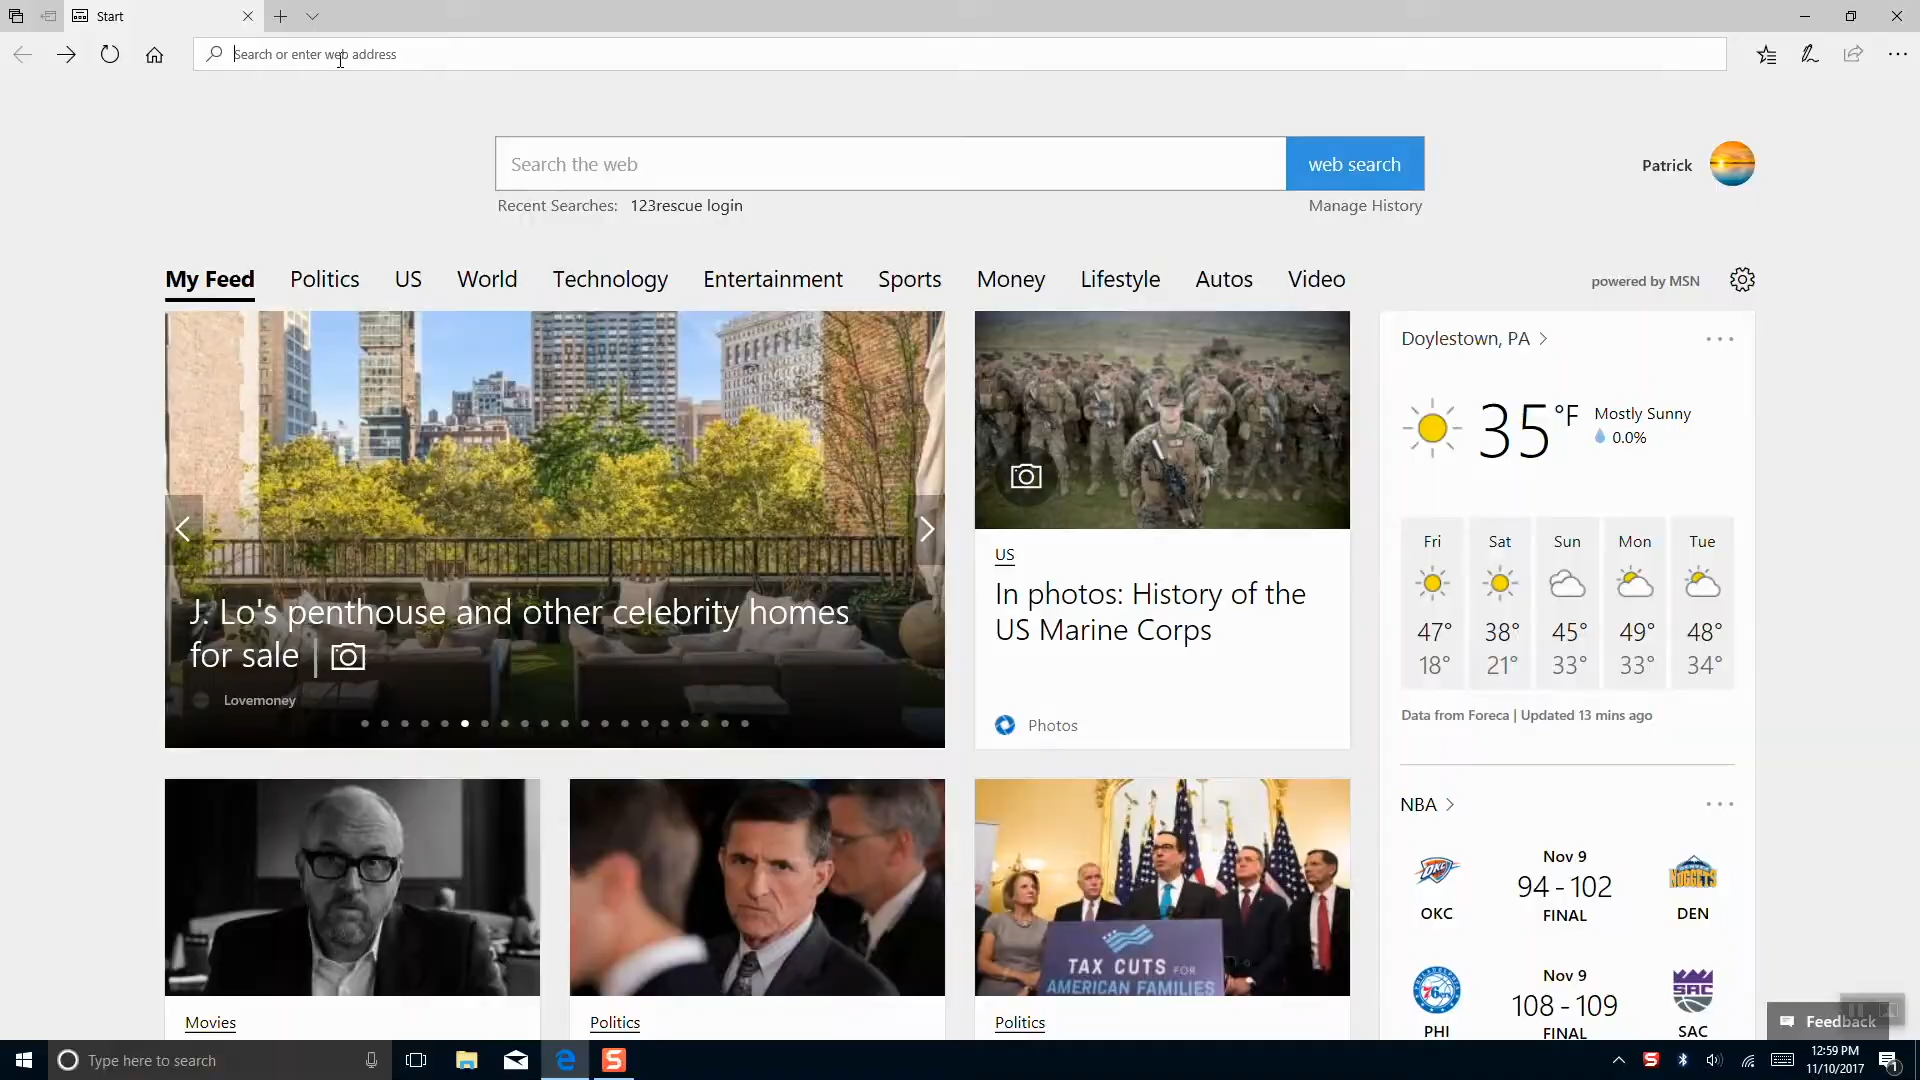 Start
Search or enter web address
Search the web
web search
Patrick
Recent Searches: 123rescue login
Manage History
My Feed Politics US World Technology Entertainment Sports Money Lifestyle Autos Video
powered by MSN
J. Lo's penthouse and other celebrity homes
for sale
Lovemoney
US
In photos: History of the
US Marine Corps
Photos
Doylestown, PA
35°F
Mostly Sunny
0.0%
Fri Sat Sun Mon Tue
47° 38° 45° 49° 48°
18° 21° 33° 33° 34°
Data from Foreca | Updated 13 mins ago
NBA
Nov 9
94 - 102
OKC FINAL DEN
NUGGETS
Nov 9
108 - 109
PHI FINAL SAC
76ers
SAC
TAX CUTS FOR
AMERICAN FAMILIES
Movies
Politics
Politics
Feedback
Type here to search
12:59 PM
11/10/2017
1